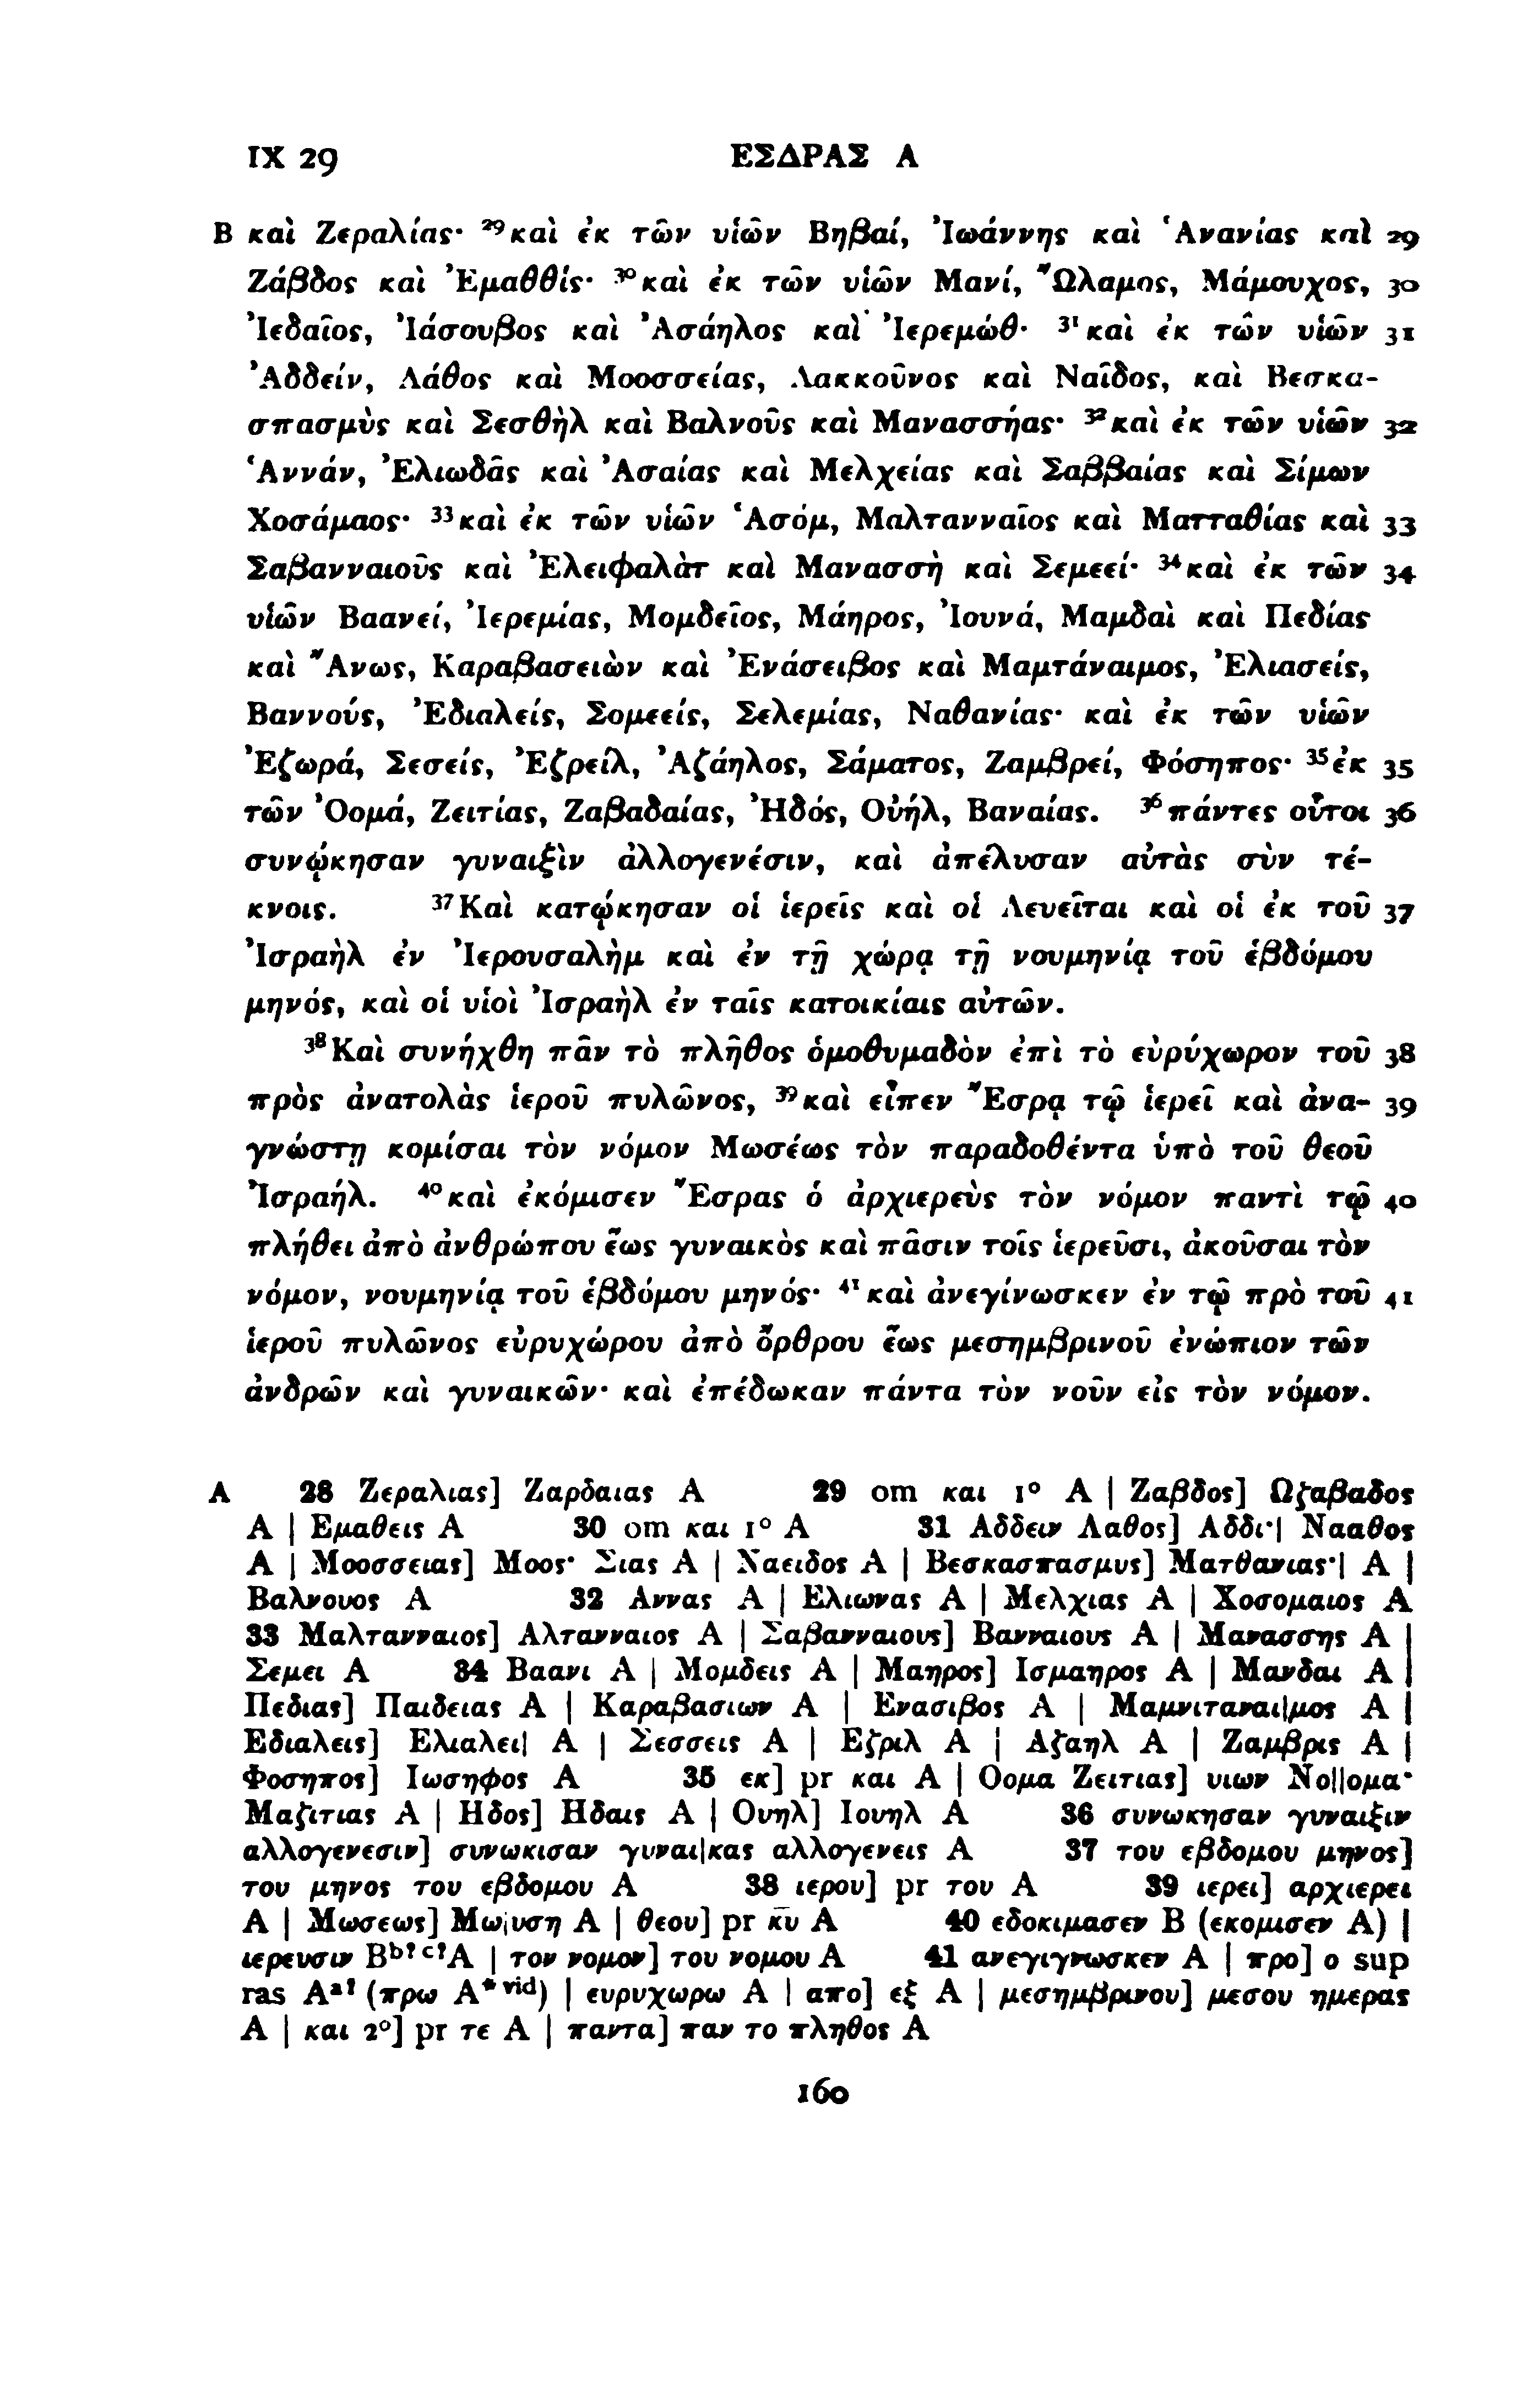 IX 29 ΕΣΔΡΑΣ Α
B καὶ Ζεραλίας· ²⁹καὶ ἐκ τῶν υἱῶν Βηβαί, Ἰωάννης καὶ Ἁνανίας καὶ 29
Ζάβδος καὶ Ἐμαθθίς· ³⁰καὶ ἐκ τῶν υἱῶν Μανί, Ὤλαμος, Μάμουχος, 30
Ἰεδαῖος, Ἰάσουβος καὶ Ἀσάηλος καὶ Ἰερεμώθ· ³¹καὶ ἐκ τῶν υἱῶν 31
Ἀδδείν, Λάθος καὶ Μοοσσείας, Λακκοῦνος καὶ Ναῖδος, καὶ Βεσκα-
σπασμὺς καὶ Σεσθὴλ καὶ Βαλνοῦς καὶ Μανασσήας· ³²καὶ ἐκ τῶν υἱῶν 32
Ἁννάν, Ἐλιωδᾶς καὶ Ἀσαίας καὶ Μελχείας καὶ Σαββαίας καὶ Σίμων
Χοσάμαος· ³³καὶ ἐκ τῶν υἱῶν Ἁσόμ, Μαλταννaῖος καὶ Ματταθίας καὶ 33
Σαβανναιοῦς καὶ Ἐλειφαλὰτ καὶ Μανασσὴ καὶ Σεμεεί· ³⁴καὶ ἐκ τῶν 34
υἱῶν Βαανεί, Ἰερεμίας, Μομδεῖος, Μάηρος, Ἰουνά, Μαμδαὶ καὶ Πεδίας
καὶ Ἄνως, Καραβασειὼν καὶ Ἐνάσειβος καὶ Μαμτάναιμος, Ἐλιασείς,
Βαννούς, Ἐδιαλείς, Σομεείς, Σελεμίας, Ναθανίας· καὶ ἐκ τῶν υἱῶν
Ἐζωρά, Σεσείς, Ἐζρείλ, Ἀζάηλος, Σάματος, Ζαμβρεί, Φόσηπος· ³⁵ἐκ 35
τῶν Ὀομά, Ζειτίας, Ζαβαδαίας, Ἠδός, Οὐήλ, Βαναίας. ³⁶πάντες οὗτοι 36
συνῴκησαν γυναιξὶν ἀλλογενέσιν, καὶ ἀπέλυσαν αὐτὰς σὺν τέ-
κνοις. ³⁷Καὶ κατῴκησαν οἱ ἱερεῖς καὶ οἱ Λευεῖται καὶ οἱ ἐκ τοῦ 37
Ἰσραὴλ ἐν Ἰερουσαλὴμ καὶ ἐν τῇ χώρᾳ τῇ νουμηνίᾳ τοῦ ἑβδόμου
μηνός, καὶ οἱ υἱοὶ Ἰσραὴλ ἐν ταῖς κατοικίαις αὐτῶν.
³⁸Καὶ συνήχθη πᾶν τὸ πλῆθος ὁμοθυμαδὸν ἐπὶ τὸ εὐρύχωρον τοῦ 38
πρὸς ἀνατολὰς ἱεροῦ πυλῶνος, ³⁹καὶ εἶπεν Ἔσρᾳ τῷ ἱερεῖ καὶ ἀνα- 39
γνώστῃ κομίσαι τὸν νόμον Μωσέως τὸν παραδοθέντα ὑπὸ τοῦ θεοῦ
Ἰσραήλ. ⁴⁰καὶ ἐκόμισεν Ἔσρας ὁ ἀρχιερεὺς τὸν νόμον παντὶ τῷ 40
πλήθει ἀπὸ ἀνθρώπου ἕως γυναικὸς καὶ πᾶσιν τοῖς ἱερεῦσι, ἀκοῦσαι τὸν
νόμον, νουμηνίᾳ τοῦ ἑβδόμου μηνός· ⁴¹καὶ ἀνεγίνωσκεν ἐν τῷ πρὸ τοῦ 41
ἱεροῦ πυλῶνος εὐρυχώρου ἀπὸ ὄρθρου ἕως μεσημβρινοῦ ἐνώπιον τῶν
ἀνδρῶν καὶ γυναικῶν· καὶ ἐπέδωκαν πάντα τὸν νοῦν εἰς τὸν νόμον.
A 28 Ζεραλιας] Ζαρδαιας A 29 om και 1° A | Ζαβδος] Ωζαβαδος
A | Εμαθεις A 30 om και 1° A 31 Αδδειν Λαθος] Αδδι·| Νααθος
A | Μοοσσειας] Μοος· Σιας A | Ναειδος A | Βεσκασπασμυς] Ματθανιας·| A |
Βαλνουος A 32 Αννας A | Ελιωνας A | Μελχιας A | Χοσομαιος A
33 Μαλτανναιος] Αλτανναιος A | Σαβανναιους] Βανναιους A | Μανασσης A |
Σεμει A 34 Βαανι A | Μομδεις A | Μαηρος] Ισμαηρος A | Μανδαι A |
Πεδιας] Παιδειας A | Καραβασιων A | Ενασιβος A | Μαμνιταναι|μος A |
Εδιαλεις] Ελιαλει| A | Σεσσεις A | Εζριλ A | Αζαηλ A | Ζαμβρις A |
Φοσηπος] Ιωσηφος A 35 εκ] pr και A | Οομα Ζειτιας] υιων Νο||ομα·
Μαζιτιας A | Ηδος] Ηδαις A | Ουηλ] Ιουηλ A 36 συνωκησαν γυναιξιν
αλλογενεσιν] συνωκισαν γυναι|κας αλλογενεις A 37 του εβδομου μηνος]
του μηνος του εβδομου A 38 ιερου] pr του A 39 ιερει] αρχιερει
A | Μωσεως] Μω|υση A | θεου] pr κ̅υ̅ A 40 εδοκιμασεν B (εκομισεν A) |
ιερευσιν Bᵇ?ᶜ?A | τον νομον] του νομου A 41 ανεγιγνωσκεν A | προ] ο sup
ras Aᵃ? (πρω A*ᵛⁱᵈ) | ευρυχωρω A | απο] εξ A | μεσημβρινου] μεσου ημερας
A | και 2°] pr τε A | παντα] παν το πληθος A
160